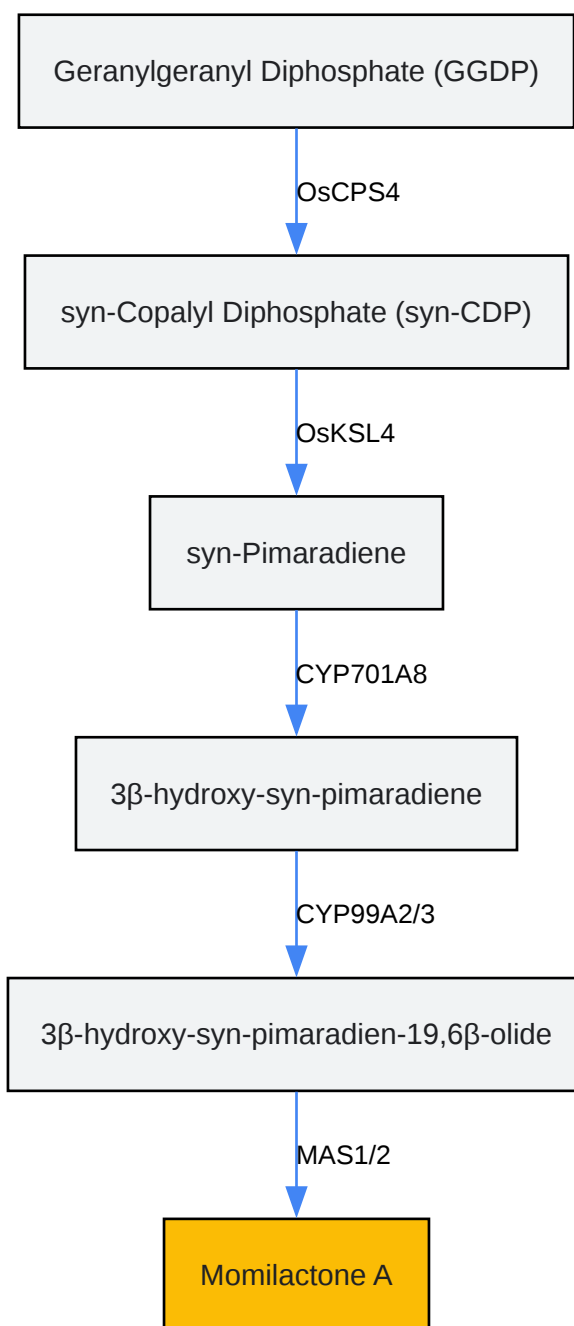 Geranylgeranyl Diphosphate (GGDP)
OsCPS4
syn-Copalyl Diphosphate (syn-CDP)
OsKSL4
syn-Pimaradiene
CYP701A8
3β-hydroxy-syn-pimaradiene
CYP99A2/3
3β-hydroxy-syn-pimaradien-19,6β-olide
MAS1/2
Momilactone A